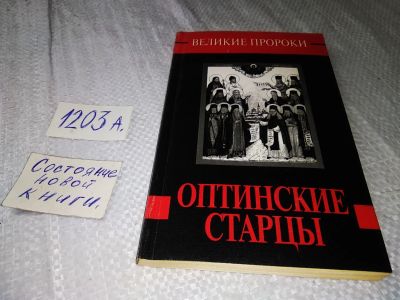 1203 А.
Состояние
новой
книги.
ВЕЛИКИЕ ПРОРОКИ
ОПТИНСКИЕ
СТАРЦЫ